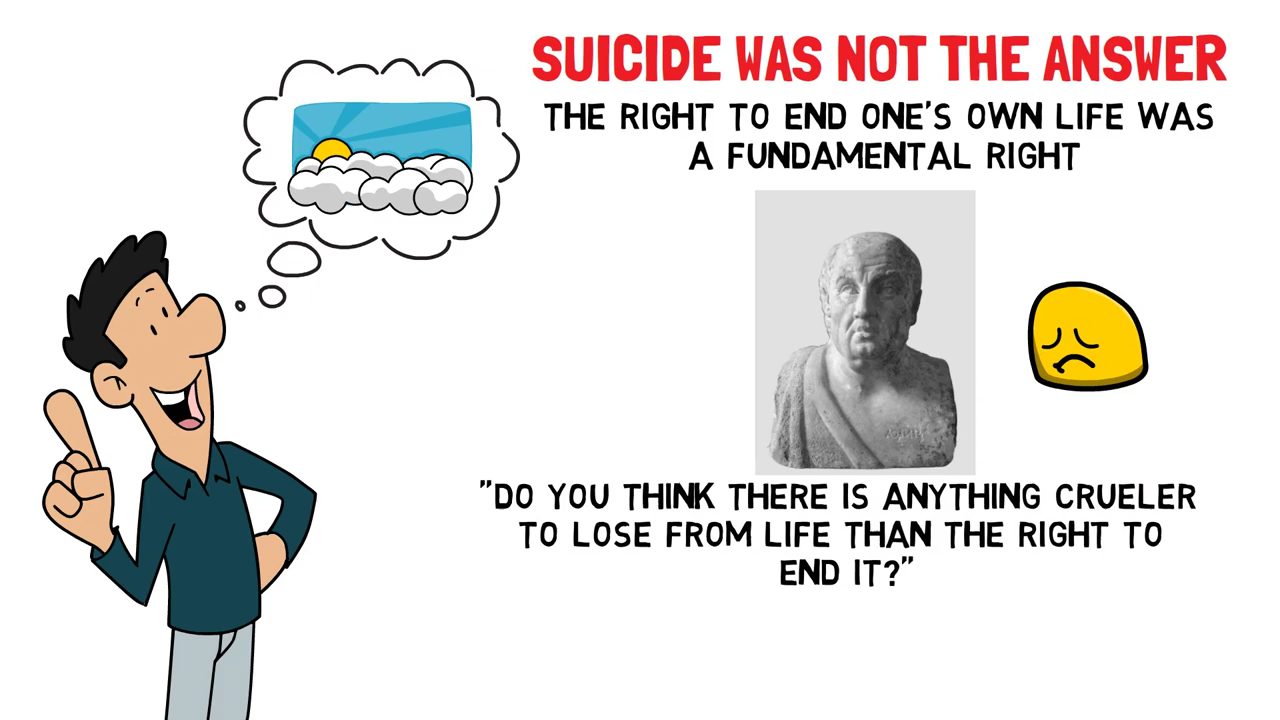 SUICIDE WAS NOT THE ANSWER
THE RIGHT TO END ONE'S OWN LIFE WAS
A FUNDAMENTAL RIGHT
"DO YOU THINK THERE IS ANYTHING CRUELER
TO LOSE FROM LIFE THAN THE RIGHT TO
END IT?"